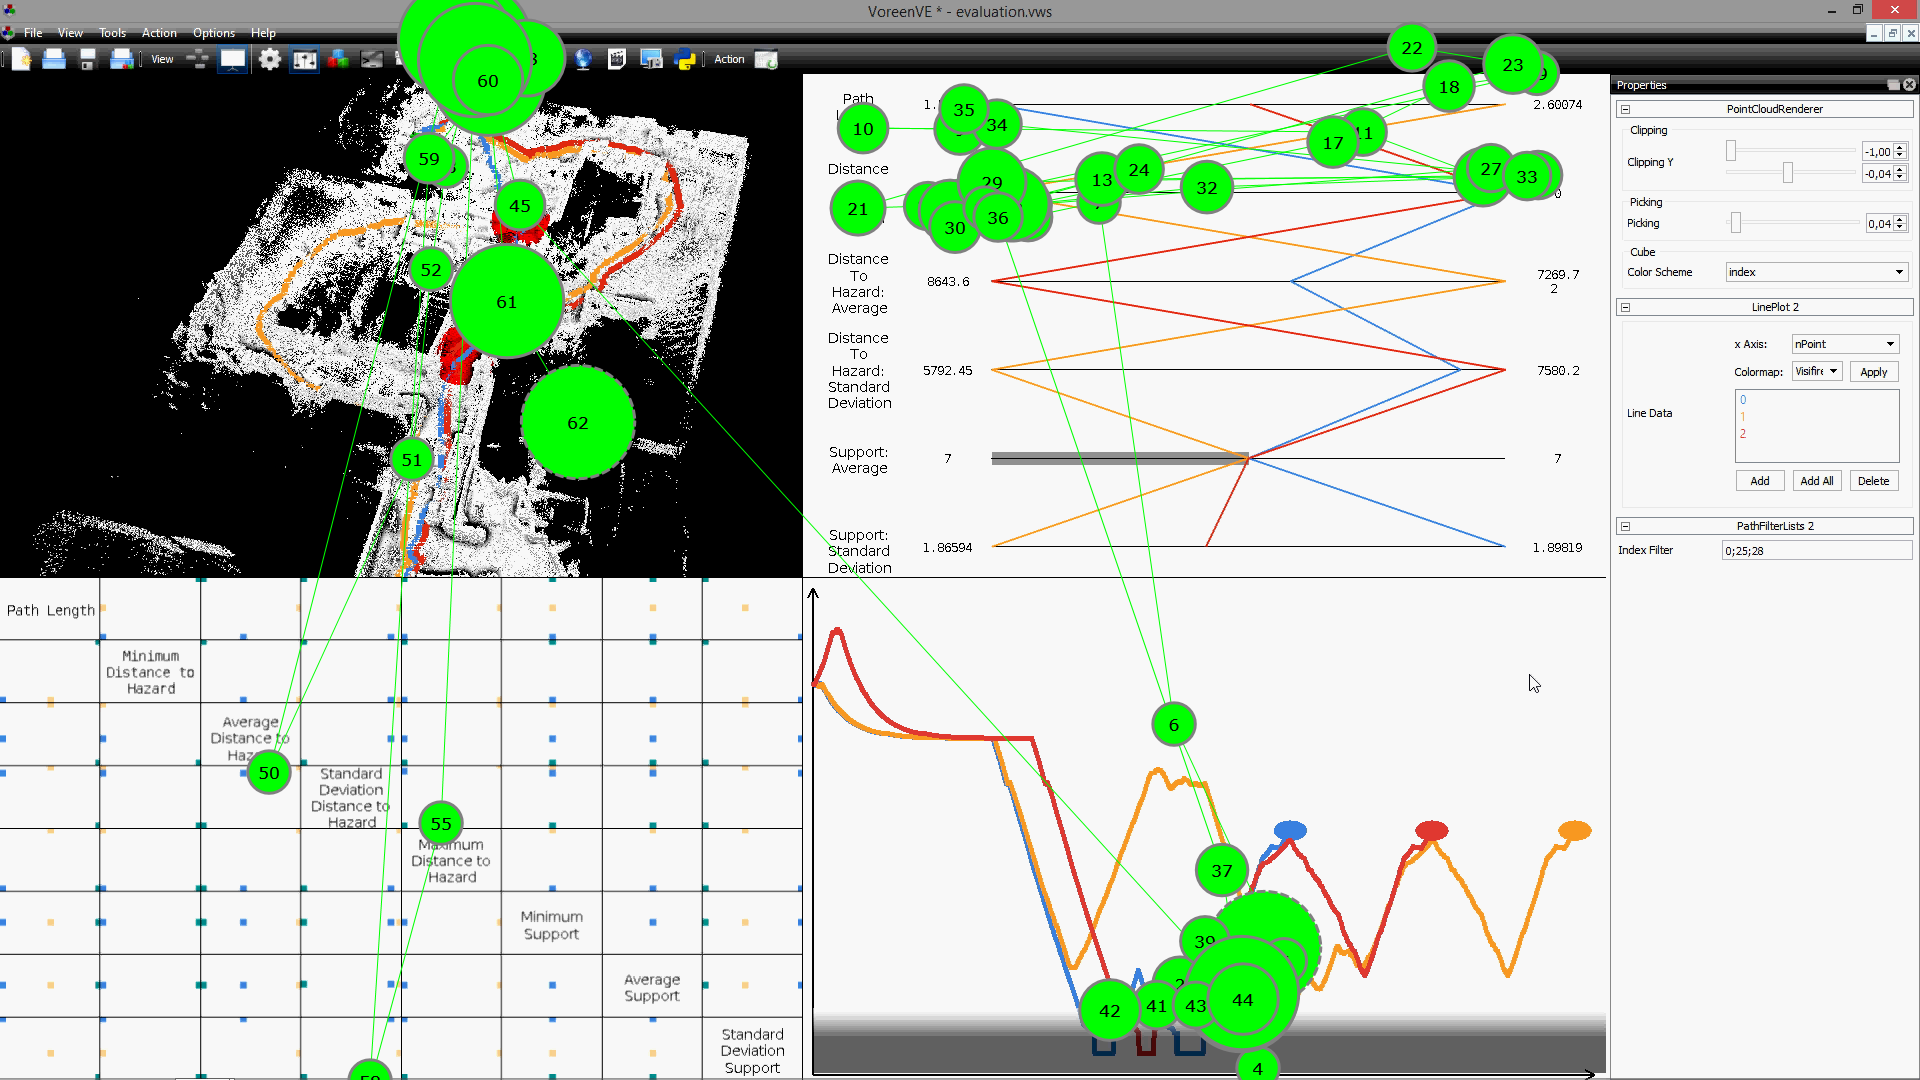 VoreenVE * - evaluation.vws
File View Tools Action Options Help
View
Action
60
59
45
52
61
62
51
50
55
Path
Distance
Distance
To
Hazard:
Average
8643.6
7269.7
2
Distance
To
Hazard:
Standard
Deviation
5792.45
7580.2
Support:
Average
7
7
Support:
Standard
Deviation
1.86594
1.89819
2.60074
10
35
34
21
29
30
36
13
24
32
17
11
22
18
23
27
33
6
37
39
42
41
43
44
4
Path Length
Minimum
Distance to
Hazard
Average
Distance to
Standard
Deviation
Distance to
Hazard
Maximum
Distance to
Hazard
Minimum
Support
Average
Support
Standard
Deviation
Support
Properties
PointCloudRenderer
Clipping
Clipping Y
-1,00
-0,04
Picking
Picking
0,04
Cube
Color Scheme
index
LinePlot 2
x Axis:
nPoint
Colormap:
Apply
Line Data
0
1
2
Add
Add All
Delete
PathFilterLists 2
Index Filter
0;25;28